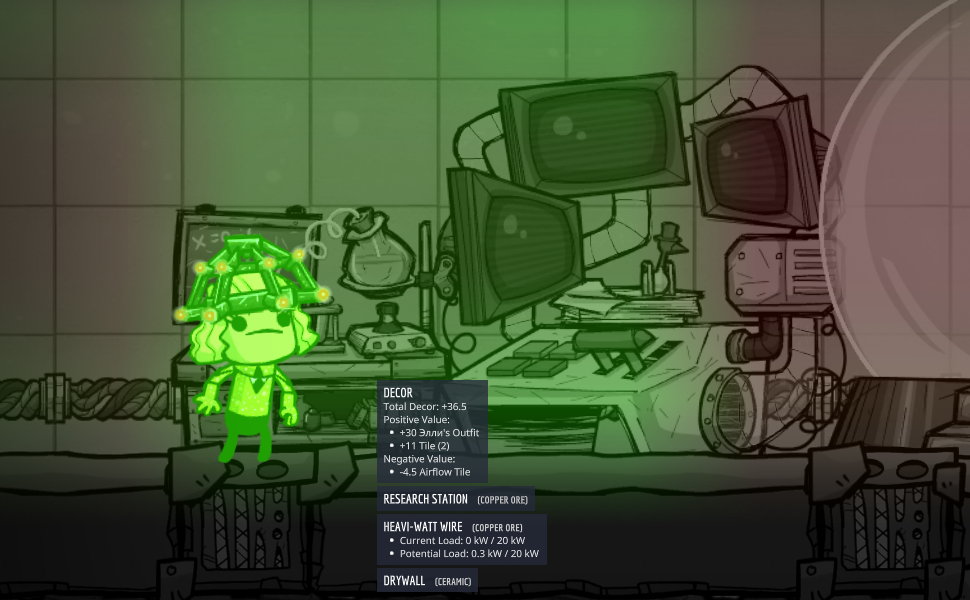 DECOR
Total Decor: +36.5
Positive Value:
• +30 Элли's Outfit
• +11 Tile (2)
Negative Value:
• -4.5 Airflow Tile
RESEARCH STATION (COPPER ORE)
HEAVI-WATT WIRE (COPPER ORE)
• Current Load: 0 kW / 20 kW
• Potential Load: 0.3 kW / 20 kW
DRYWALL (CERAMIC)